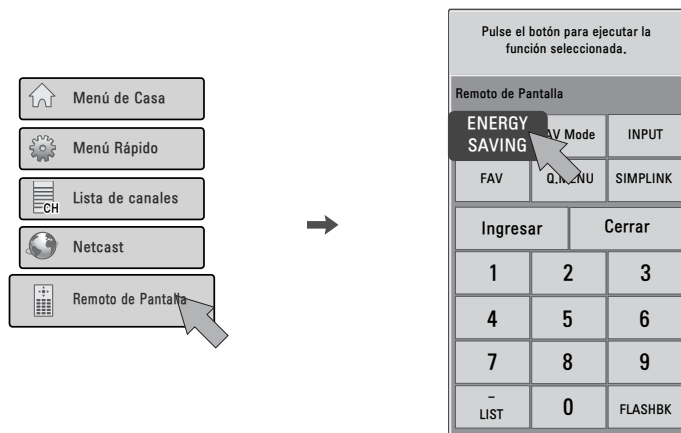 Menú de Casa
Menú Rápido
CH
Lista de canales
Netcast
Remoto de Pantalla
Pulse el botón para ejecutar la
función seleccionada.
Remoto de Pantalla
ENERGY
SAVING
AV Mode
INPUT
FAV
Q.MENU
SIMPLINK
Ingresar
Cerrar
1
2
3
4
5
6
7
8
9
–
LIST
0
FLASHBK